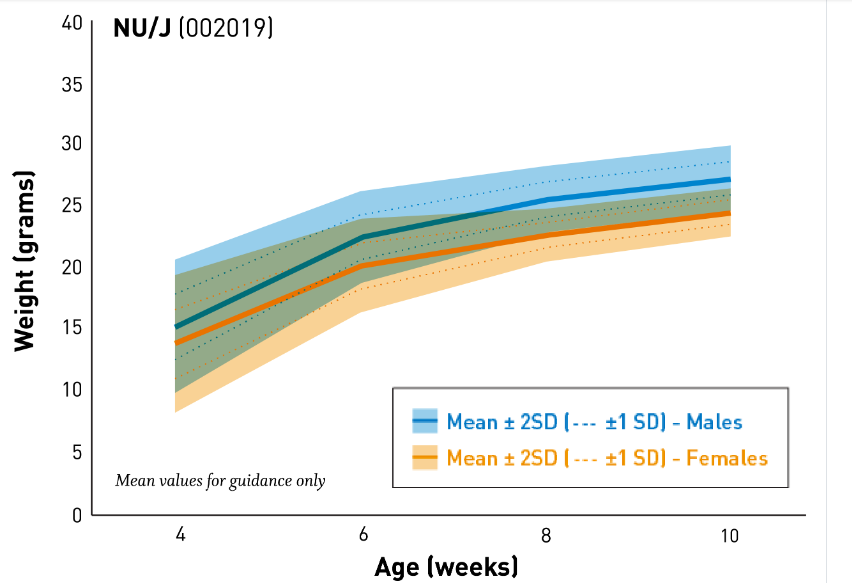 NU/J (002019)
Weight (grams)
40
35
30
25
20
15
10
5
0
Mean ± 2SD (--- ±1 SD) - Males
Mean ± 2SD (--- ±1 SD) - Females
Mean values for guidance only
4 6 8 10
Age (weeks)